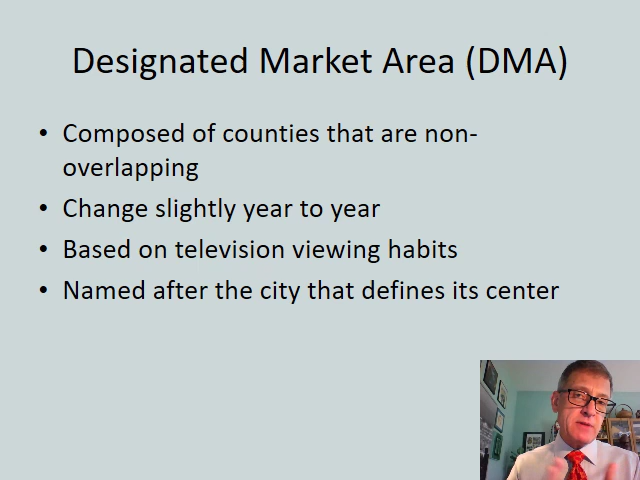 Designated Market Area (DMA)
• Composed of counties that are non-
overlapping
• Change slightly year to year
• Based on television viewing habits
• Named after the city that defines its center